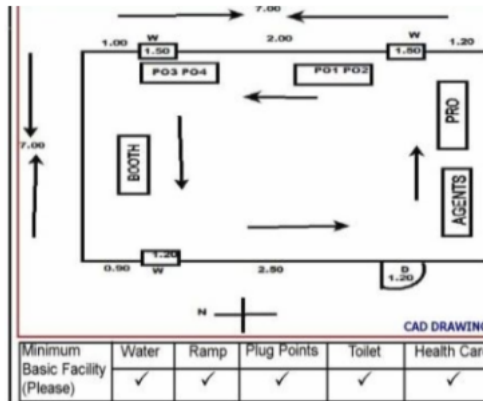 7.00
W W
1.00 1.50 2.00 1.50 1.20
PO3 PO4 PO1 PO2
PRO
7.00
BOOTH
AGENTS
1.20
0.90 W 2.50 D
1.20
N
CAD DRAWING
Minimum Basic Facility (Please) Water Ramp Plug Points Toilet Health Care
✓ ✓ ✓ ✓ ✓